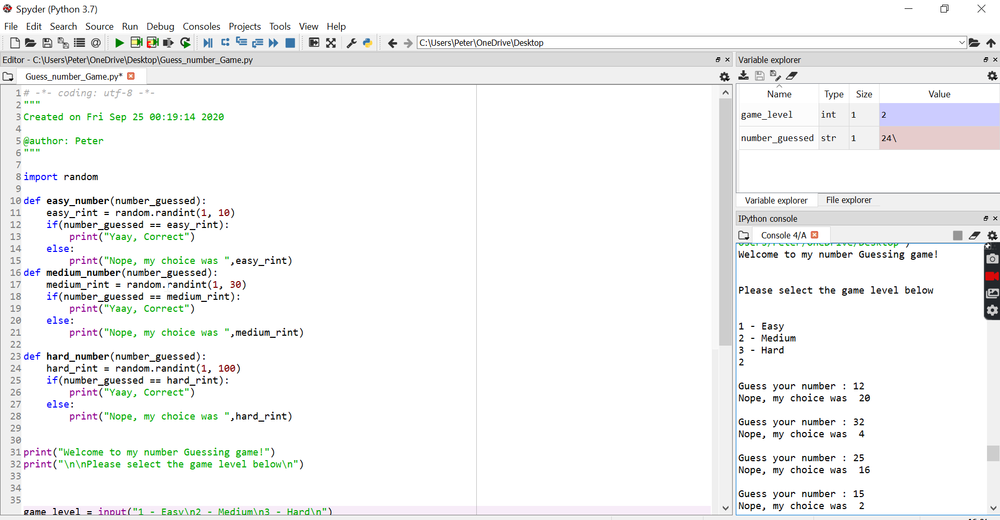 Spyder (Python 3.7)
File Edit Search Source Run Debug Consoles Projects Tools View Help
C:\Users\Peter\OneDrive\Desktop
Editor - C:\Users\Peter\OneDrive\Desktop\Guess_number_Game.py
Guess_number_Game.py*
1 # -*- coding: utf-8 -*-
2 """
3 Created on Fri Sep 25 00:19:14 2020
4
5 @author: Peter
6 """
7
8 import random
9
10 def easy_number(number_guessed):
11     easy_rint = random.randint(1, 10)
12     if(number_guessed == easy_rint):
13         print("Yaay, Correct")
14     else:
15         print("Nope, my choice was ",easy_rint)
16 def medium_number(number_guessed):
17     medium_rint = random.randint(1, 30)
18     if(number_guessed == medium_rint):
19         print("Yaay, Correct")
20     else:
21         print("Nope, my choice was ",medium_rint)
22
23 def hard_number(number_guessed):
24     hard_rint = random.randint(1, 100)
25     if(number_guessed == hard_rint):
26         print("Yaay, Correct")
27     else:
28         print("Nope, my choice was ",hard_rint)
29
30
31 print("Welcome to my number Guessing game!")
32 print("\n\nPlease select the game level below\n")
33
34
35
game_level = input("1 - Easy\n2 - Medium\n3 - Hard\n")
Variable explorer
Name Type Size Value
game_level int 1 2
number_guessed str 1 24\
Variable explorer File explorer
IPython console
Console 4/A
Users/Peter/OneDrive/Desktop')
Welcome to my number Guessing game!
Please select the game level below
1 - Easy
2 - Medium
3 - Hard
2
Guess your number : 12
Nope, my choice was  20
Guess your number : 32
Nope, my choice was  4
Guess your number : 25
Nope, my choice was  16
Guess your number : 15
Nope, my choice was  2